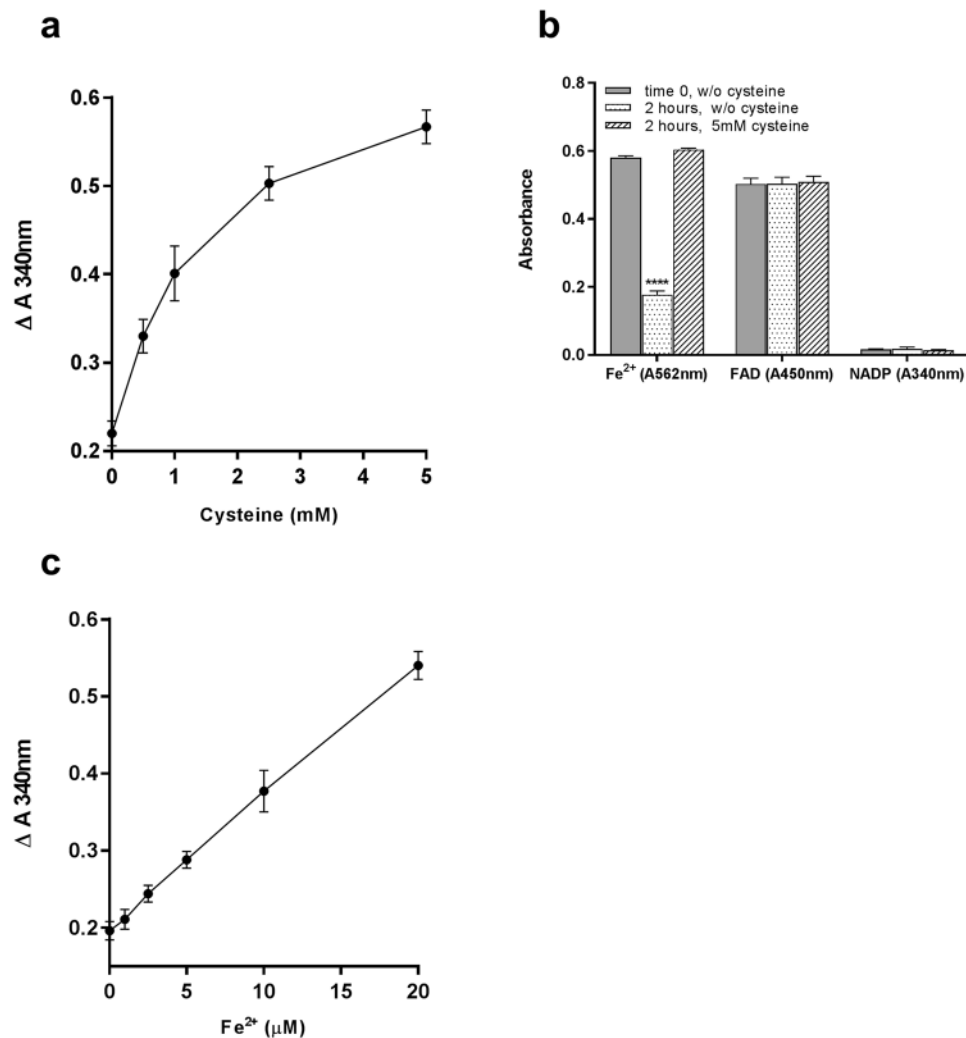 a
0.6
0.5
0.4
0.3
0.2
Δ A 340nm
0 1 2 3 4 5
Cysteine (mM)
b
0.8
0.6
0.4
0.2
0.0
Absorbance
time 0, w/o cysteine
2 hours, w/o cysteine
2 hours, 5mM cysteine
****
Fe²⁺ (A562nm) FAD (A450nm) NADP (A340nm)
c
0.6
0.5
0.4
0.3
0.2
Δ A 340nm
0 5 10 15 20
Fe²⁺ (μM)